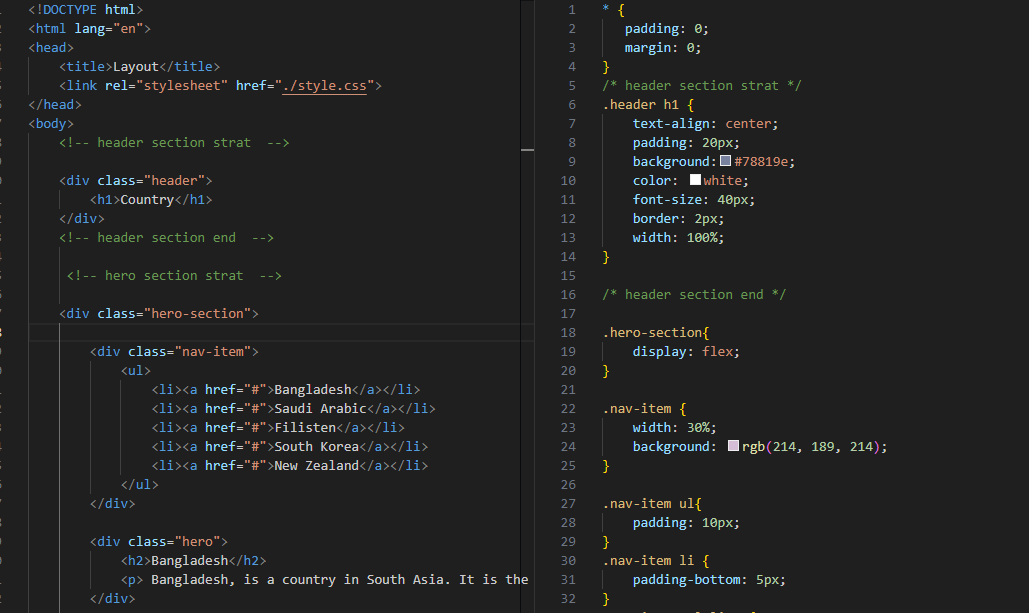 <!DOCTYPE html>
<html lang="en">
<head>
<title>Layout</title>
<link rel="stylesheet" href="./style.css">
</head>
<body>
<!-- header section strat  -->
<div class="header">
<h1>Country</h1>
</div>
<!-- header section end  -->
<!-- hero section strat  -->
<div class="hero-section">
<div class="nav-item">
<ul>
<li><a href="#">Bangladesh</a></li>
<li><a href="#">Saudi Arabic</a></li>
<li><a href="#">Filisten</a></li>
<li><a href="#">South Korea</a></li>
<li><a href="#">New Zealand</a></li>
</ul>
</div>
<div class="hero">
<h2>Bangladesh</h2>
<p> Bangladesh, is a country in South Asia. It is the
</div>
1 * {
2 padding: 0;
3 margin: 0;
4 }
5 /* header section strat */
6 .header h1 {
7 text-align: center;
8 padding: 20px;
9 background: #78819e;
10 color: white;
11 font-size: 40px;
12 border: 2px;
13 width: 100%;
14 }
15
16 /* header section end */
17
18 .hero-section{
19 display: flex;
20 }
21
22 .nav-item {
23 width: 30%;
24 background: rgb(214, 189, 214);
25 }
26
27 .nav-item ul{
28 padding: 10px;
29 }
30 .nav-item li {
31 padding-bottom: 5px;
32 }